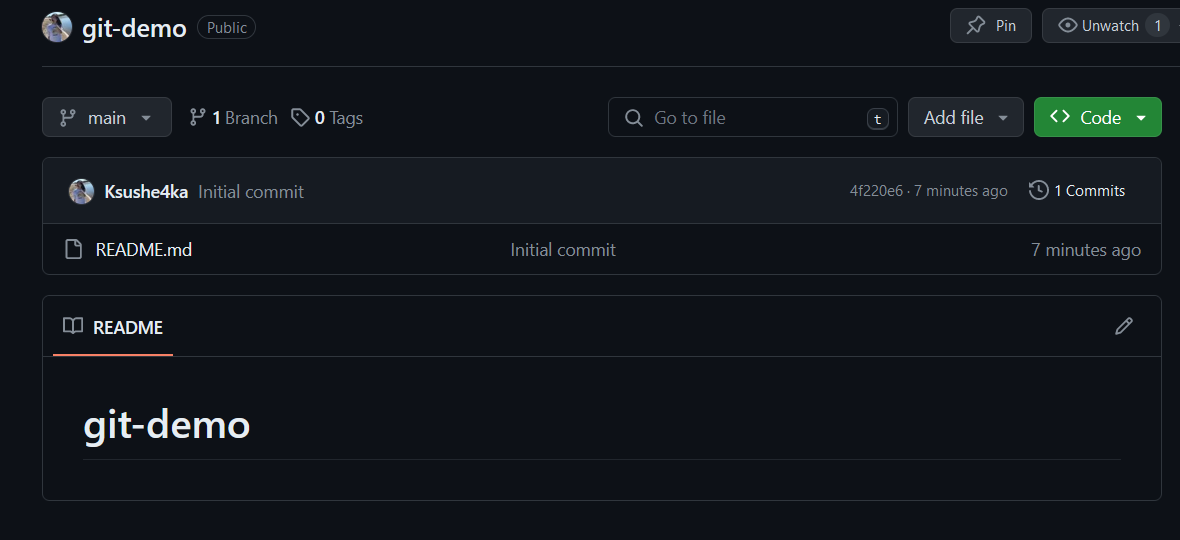 git-demo Public Pin Unwatch 1
main 1 Branch 0 Tags Go to file t Add file Code
Ksushe4ka Initial commit 4f220e6 · 7 minutes ago 1 Commits
README.md Initial commit 7 minutes ago
README
git-demo